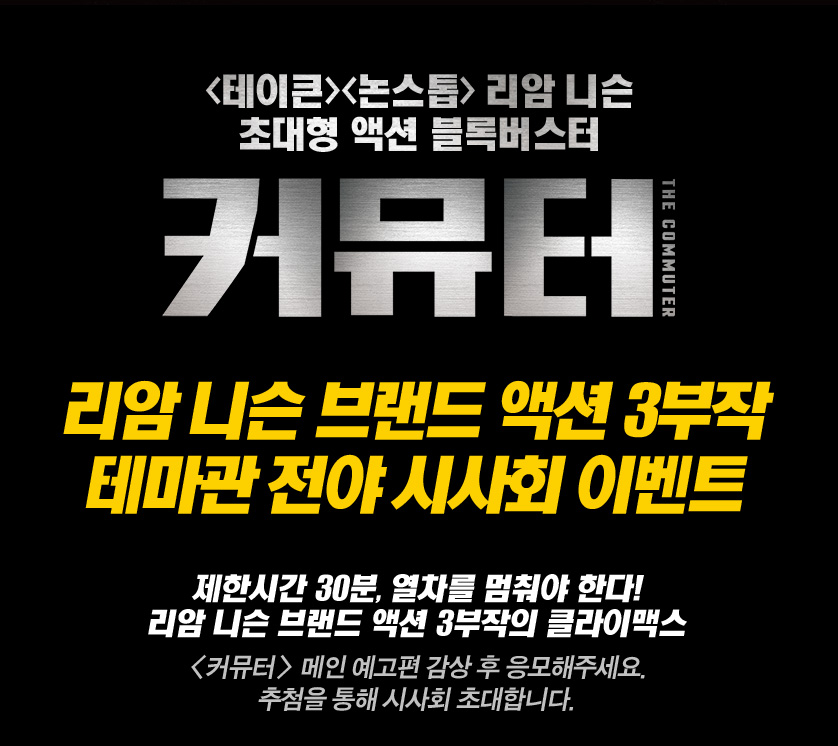 <테이큰><논스톱> 리암 니슨
초대형 액션 블록버스터
커뮤터
THE COMMUTER
리암 니슨 브랜드 액션 3부작
테마관 전야 시사회 이벤트
제한시간 30분, 열차를 멈춰야 한다!
리암 니슨 브랜드 액션 3부작의 클라이맥스
<커뮤터> 메인 예고편 감상 후 응모해주세요.
추첨을 통해 시사회 초대합니다.